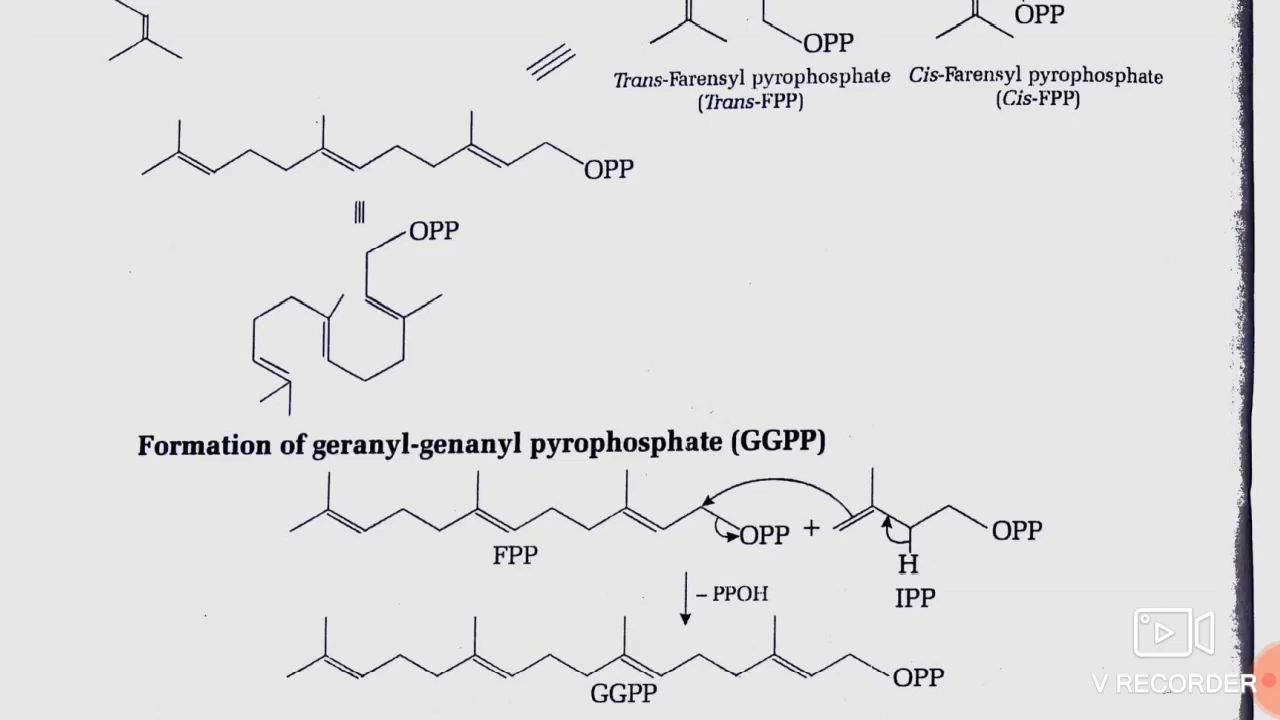 OPP
OPP
Trans-Farensyl pyrophosphate
(Trans-FPP)
Cis-Farensyl pyrophosphate
(Cis-FPP)
OPP
OPP
Formation of geranyl-genanyl pyrophosphate (GGPP)
OPP + OPP
H
FPP
IPP
– PPOH
OPP
GGPP
V RECORDER